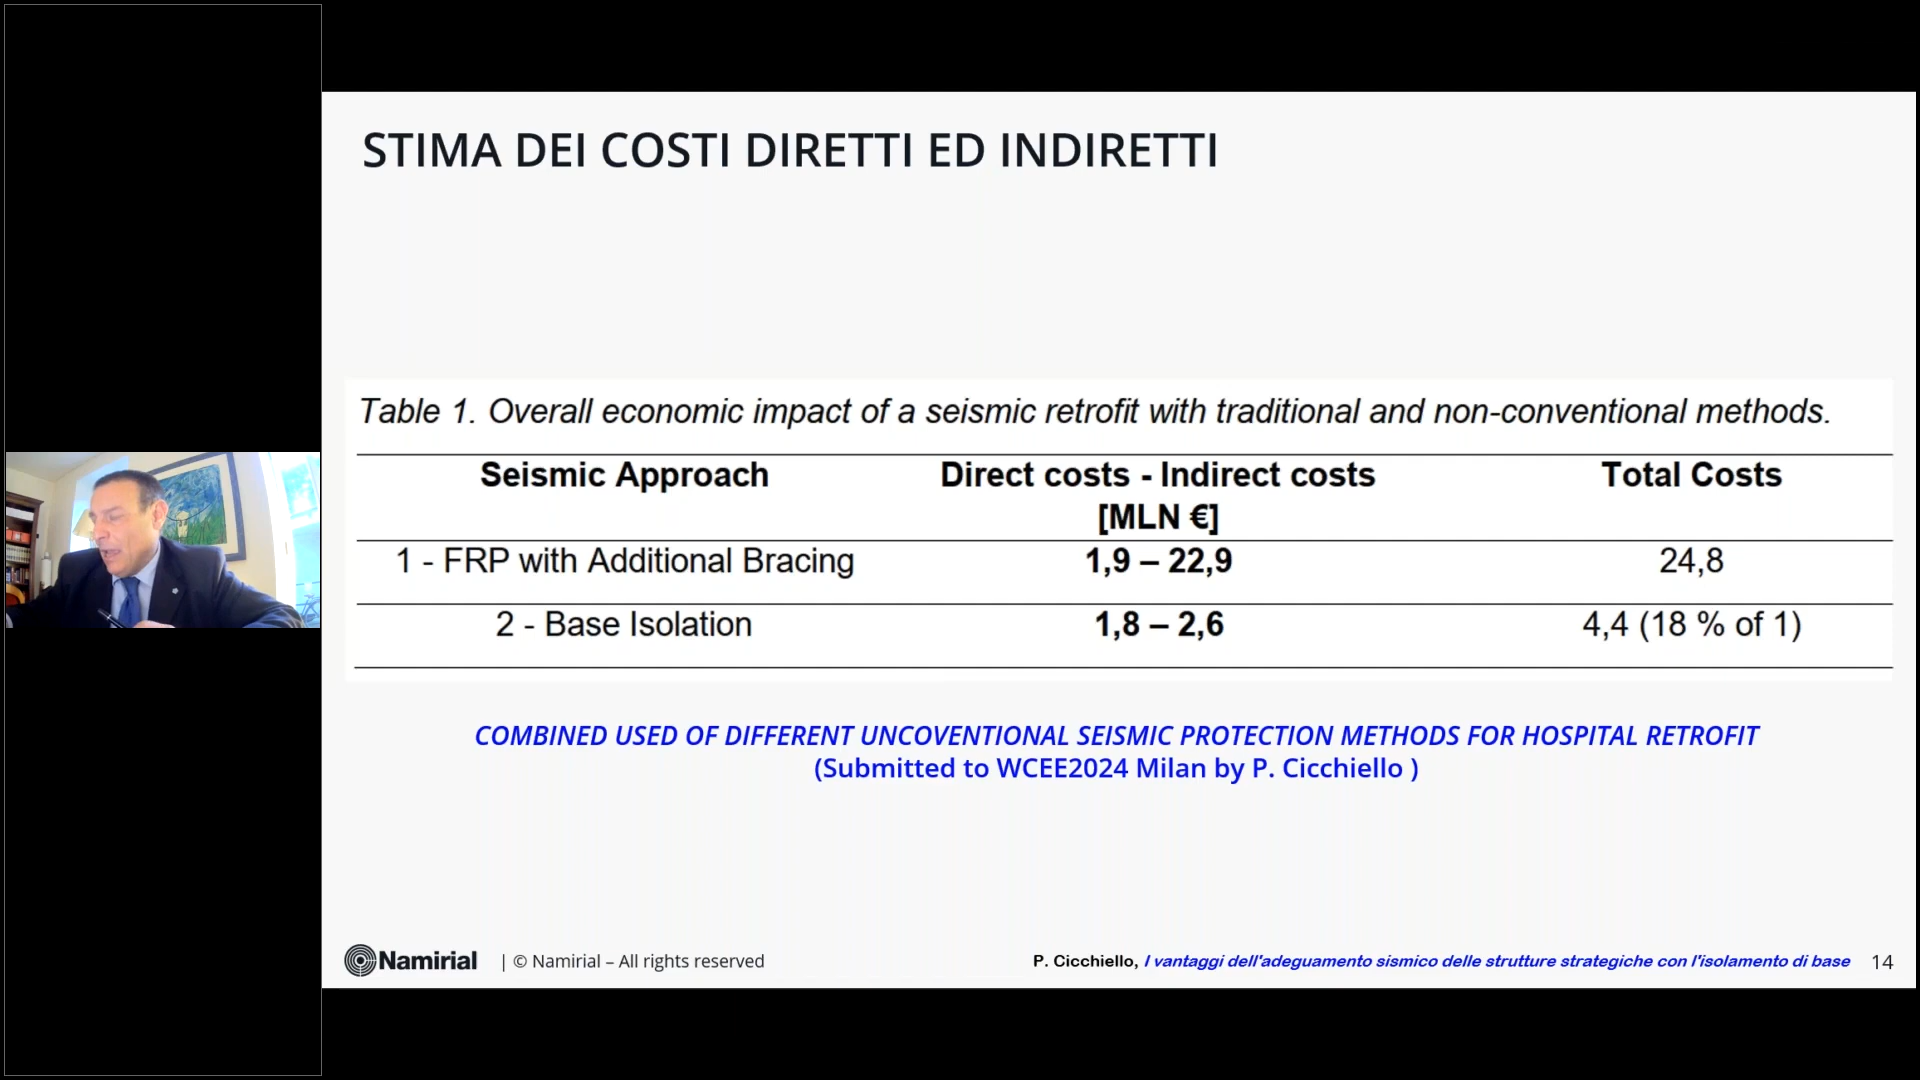 STIMA DEI COSTI DIRETTI ED INDIRETTI
Table 1. Overall economic impact of a seismic retrofit with traditional and non-conventional methods.
Seismic Approach Direct costs - Indirect costs Total Costs
[MLN €]
1 - FRP with Additional Bracing 1,9 – 22,9 24,8
2 - Base Isolation 1,8 – 2,6 4,4 (18 % of 1)
COMBINED USED OF DIFFERENT UNCOVENTIONAL SEISMIC PROTECTION METHODS FOR HOSPITAL RETROFIT
(Submitted to WCEE2024 Milan by P. Cicchiello )
Namirial | © Namirial – All rights reserved P. Cicchiello, I vantaggi dell'adeguamento sismico delle strutture strategiche con l'isolamento di base 14